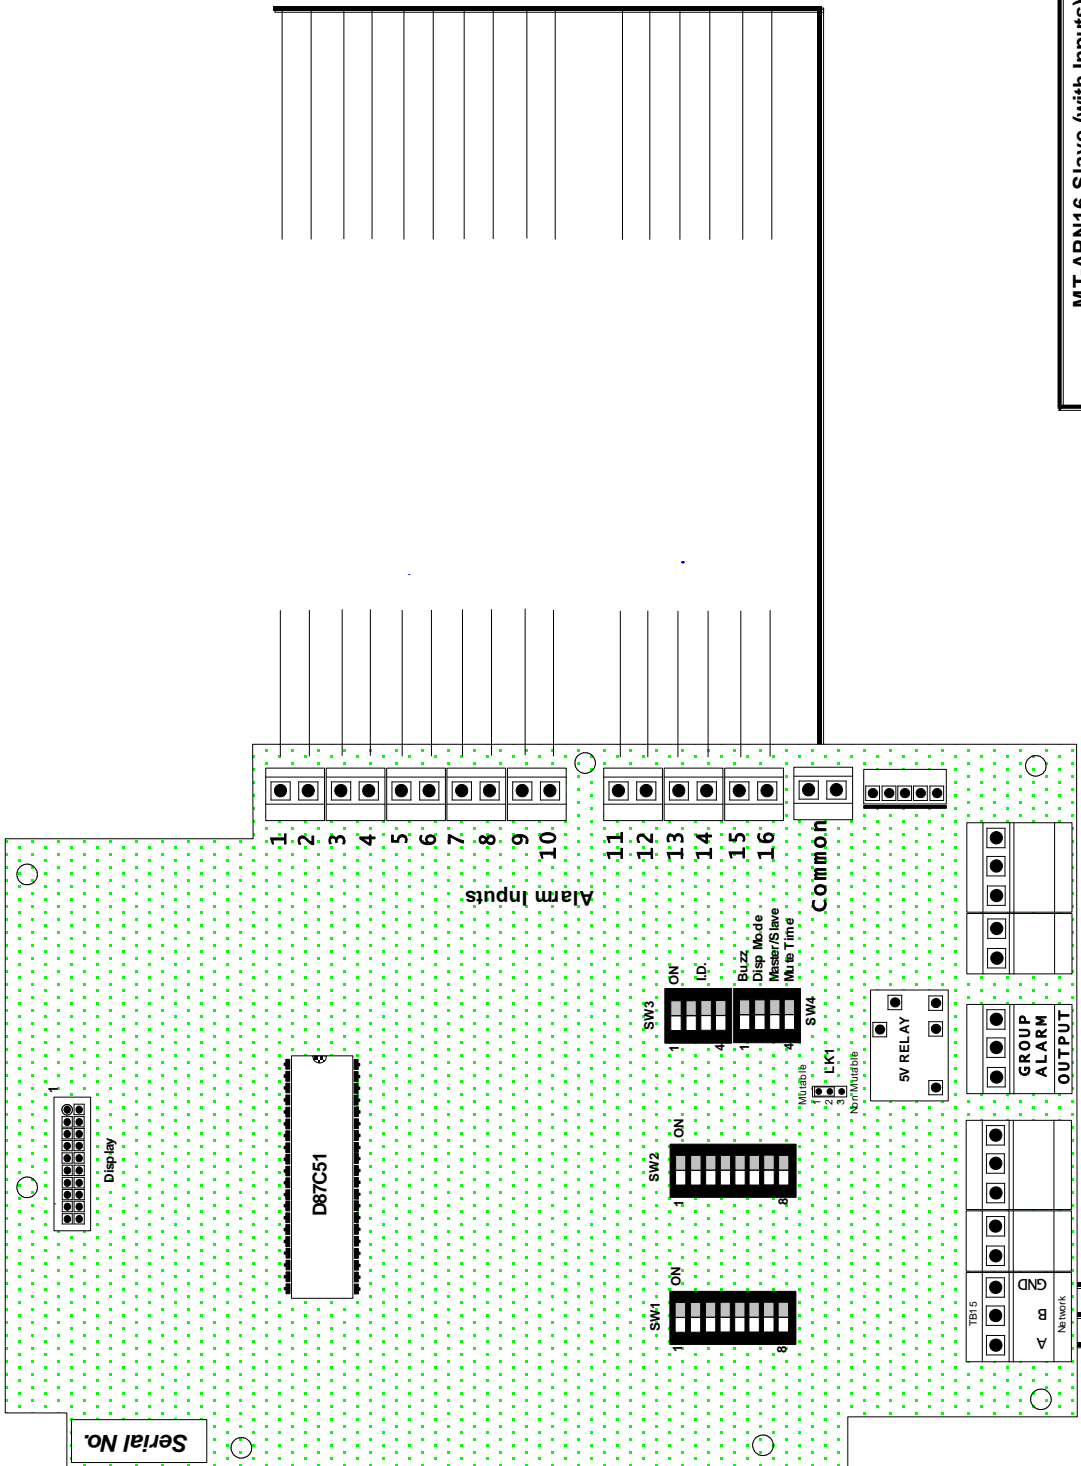 MT-ARN16 Slave (with Inputs)
1 2 3 4 5 6 7 8 9 10 11 12 13 14 15 16 Common
Alarm Inputs
SW3
ON
I.D.
1
4
Buzz
Disp Mode
Master/Slave
Mute Time
SW4
1
4
Mutable
LK1
1
2
3
Non Mutable
5V RELAY
GROUP
ALARM
OUTPUT
1
Display
D87C51
SW2
ON
1
8
SW1
ON
1
8
TB15
GND
B
A
Network
Serial No.